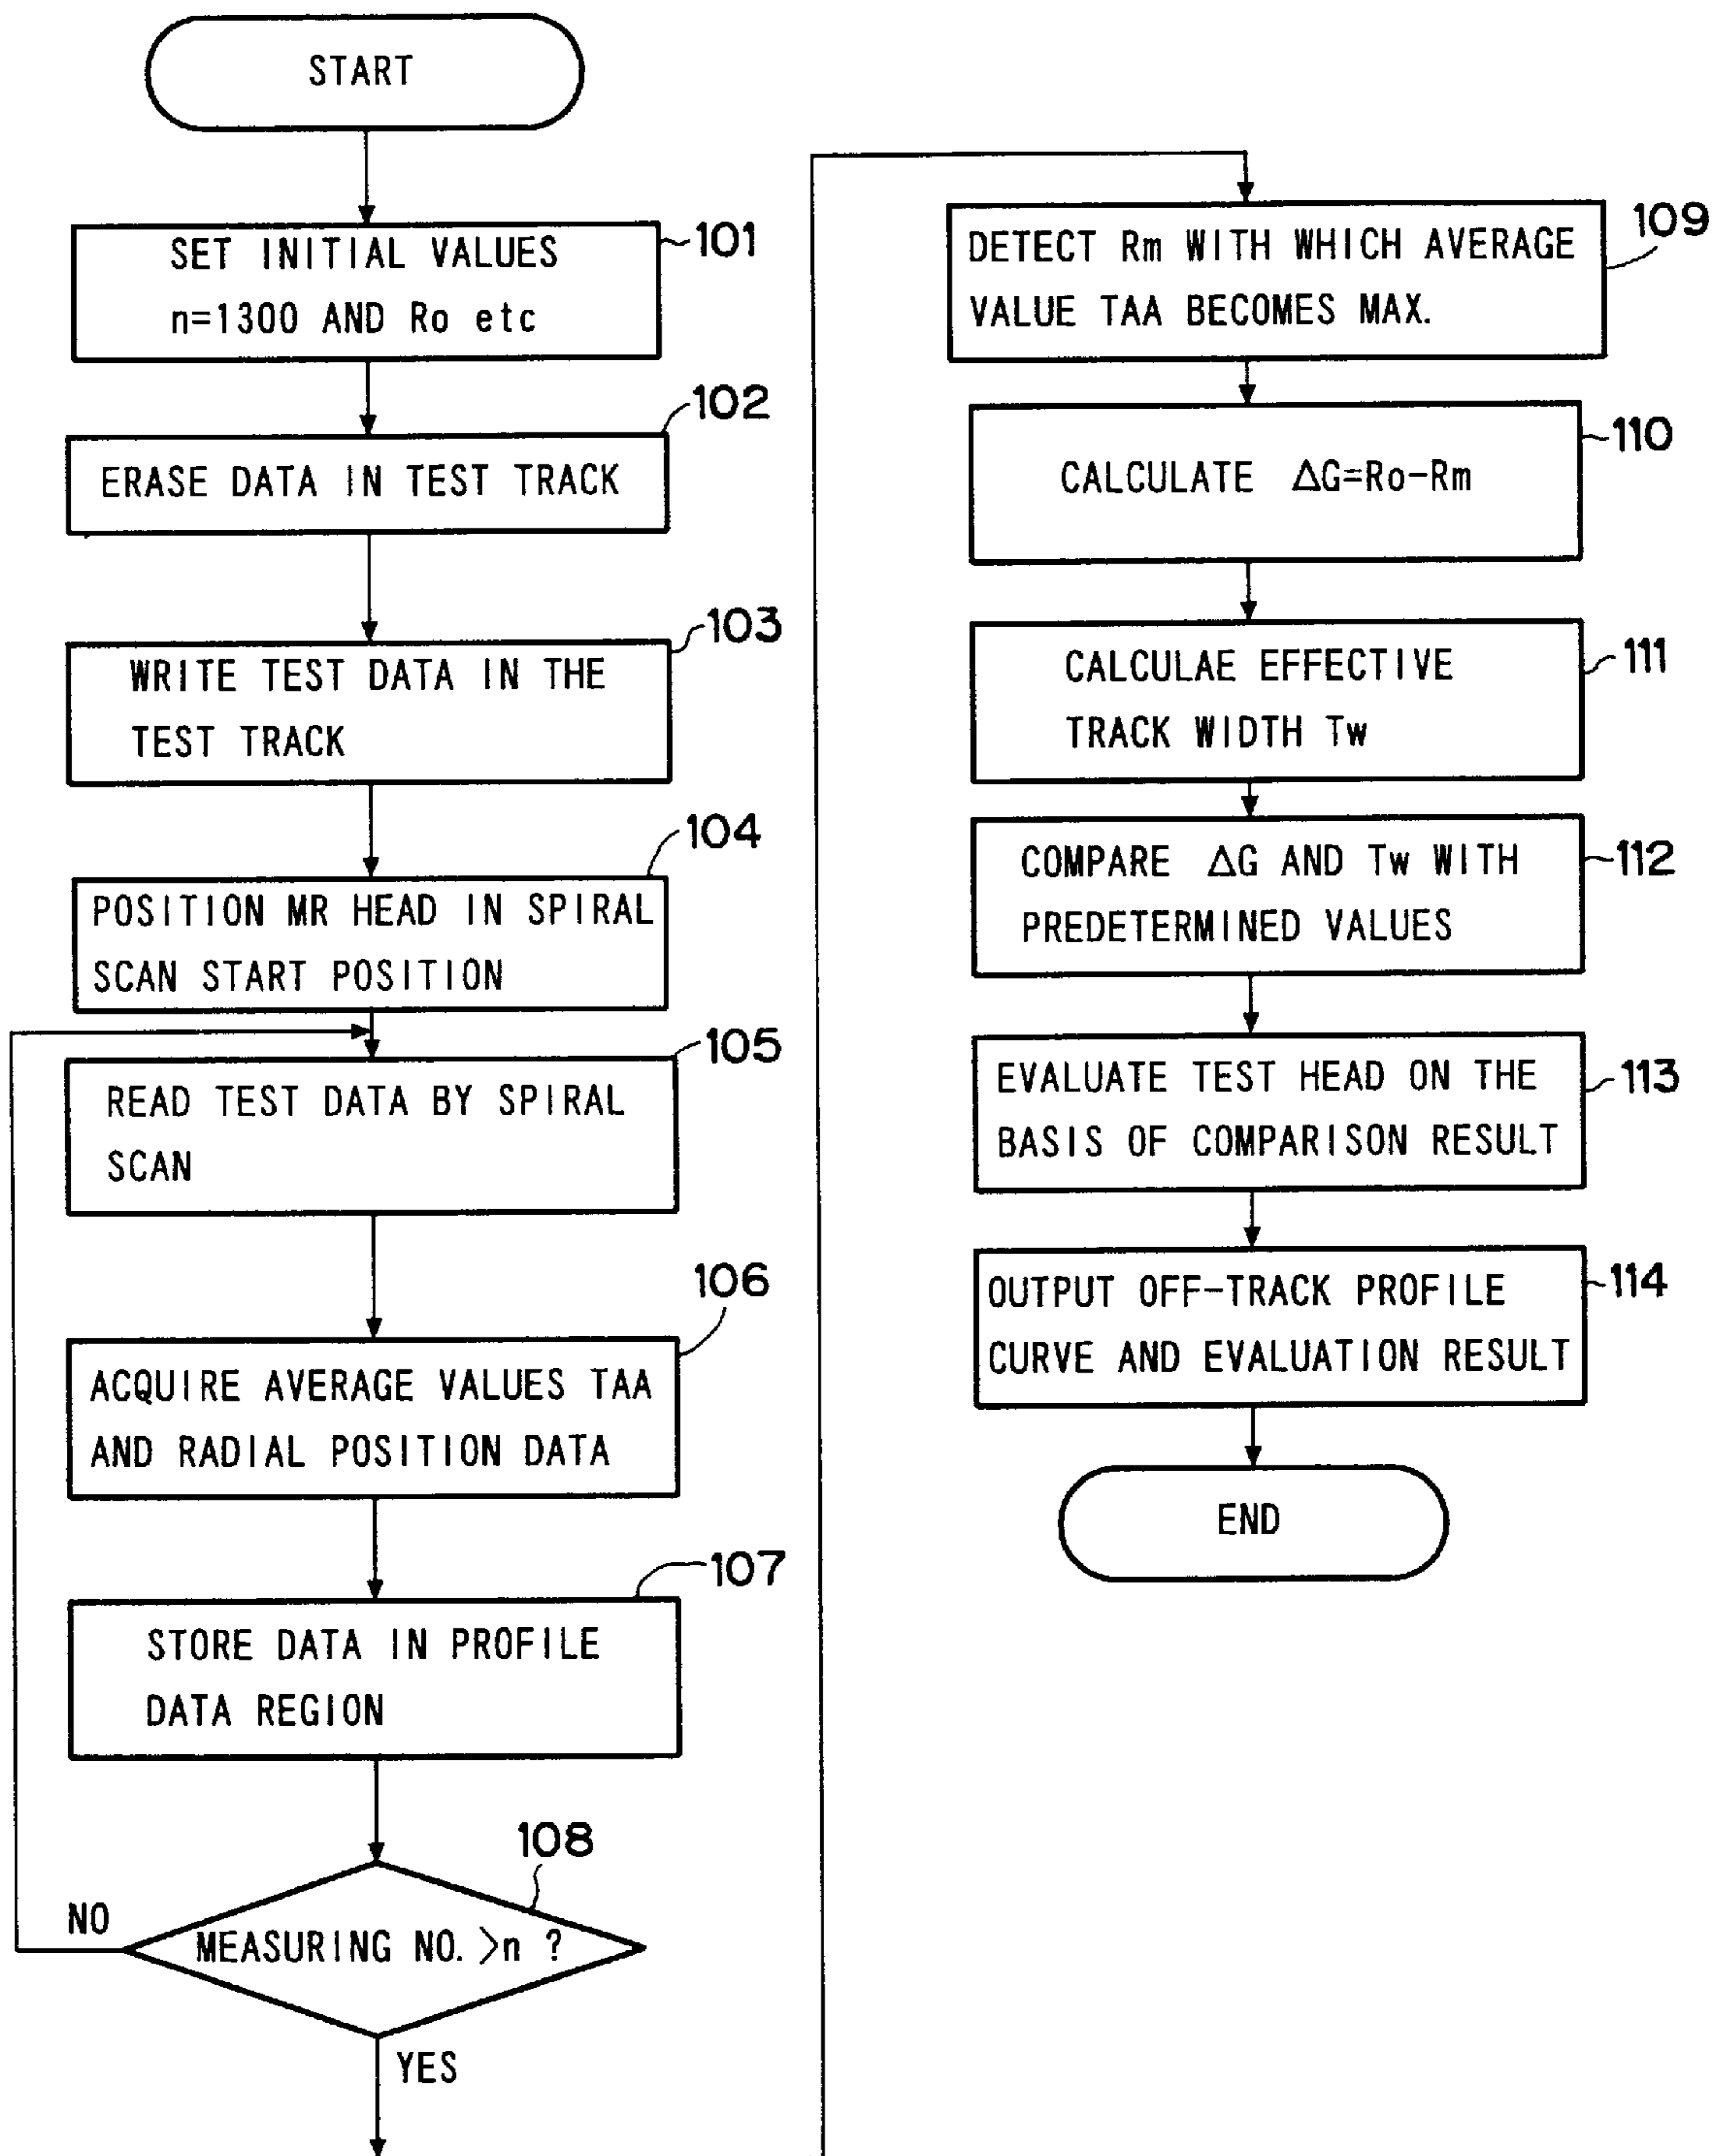 START
SET INITIAL VALUES
n=1300 AND Ro etc
101
ERASE DATA IN TEST TRACK
102
WRITE TEST DATA IN THE
TEST TRACK
103
POSITION MR HEAD IN SPIRAL
SCAN START POSITION
104
READ TEST DATA BY SPIRAL
SCAN
105
ACQUIRE AVERAGE VALUES TAA
AND RADIAL POSITION DATA
106
STORE DATA IN PROFILE
DATA REGION
107
MEASURING NO. >n ?
108
NO
YES
DETECT Rm WITH WHICH AVERAGE
VALUE TAA BECOMES MAX.
109
CALCULATE ΔG=Ro-Rm
110
CALCULAE EFFECTIVE
TRACK WIDTH Tw
111
COMPARE ΔG AND Tw WITH
PREDETERMINED VALUES
112
EVALUATE TEST HEAD ON THE
BASIS OF COMPARISON RESULT
113
OUTPUT OFF-TRACK PROFILE
CURVE AND EVALUATION RESULT
114
END